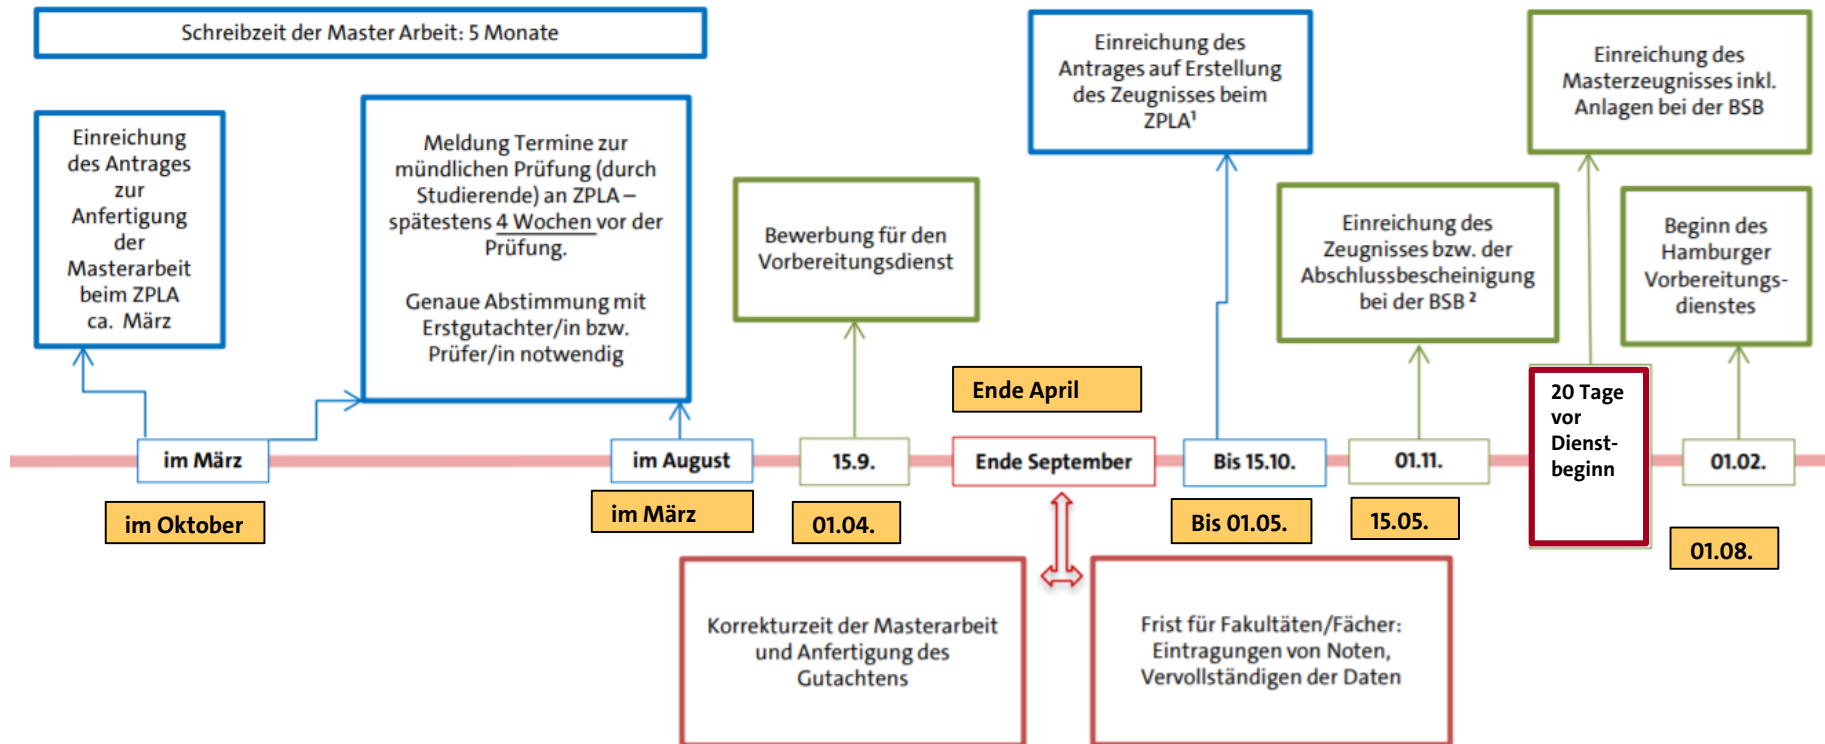 Schreibzeit der Master Arbeit: 5 Monate
Einreichung
des Antrages
zur
Anfertigung
der
Masterarbeit
beim ZPLA
ca. März
Meldung Termine zur
mündlichen Prüfung (durch
Studierende) an ZPLA –
spätestens 4 Wochen vor der
Prüfung.
Genaue Abstimmung mit
Erstgutachter/in bzw.
Prüfer/in notwendig
Bewerbung für den
Vorbereitungsdienst
Einreichung des
Antrages auf Erstellung
des Zeugnisses beim
ZPLA¹
Einreichung des
Zeugnisses bzw. der
Abschlussbescheinigung
bei der BSB ²
Einreichung des
Masterzeugnisses inkl.
Anlagen bei der BSB
Beginn des
Hamburger
Vorbereitungs-
dienstes
im März
im August
15.9.
Ende April
Ende September
Bis 15.10.
01.11.
20 Tage
vor
Dienst-
beginn
01.02.
im Oktober
im März
01.04.
Bis 01.05.
15.05.
01.08.
Korrekturzeit der Masterarbeit
und Anfertigung des
Gutachtens
Frist für Fakultäten/Fächer:
Eintragungen von Noten,
Vervollständigen der Daten